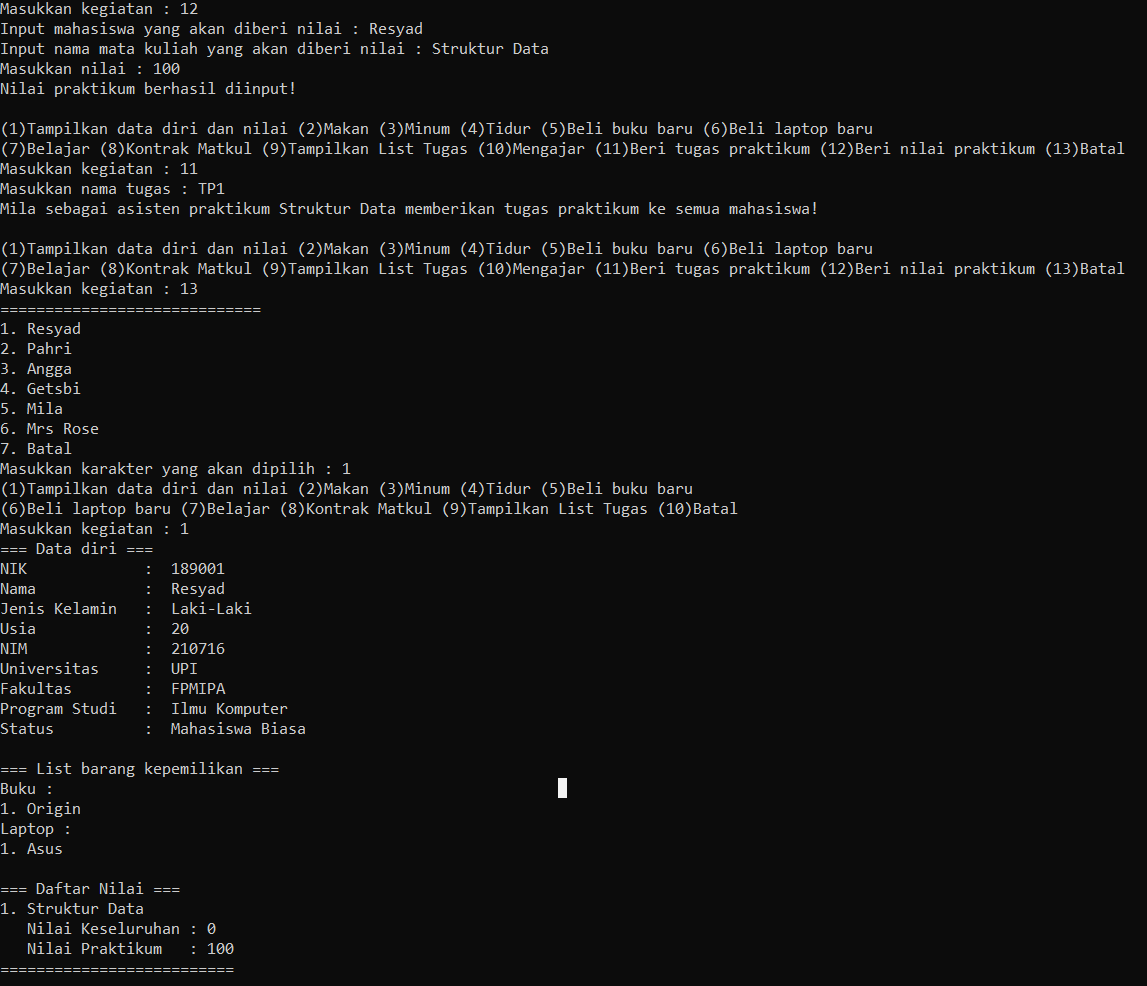 Masukkan kegiatan : 12
Input mahasiswa yang akan diberi nilai : Resyad
Input nama mata kuliah yang akan diberi nilai : Struktur Data
Masukkan nilai : 100
Nilai praktikum berhasil diinput!
(1)Tampilkan data diri dan nilai (2)Makan (3)Minum (4)Tidur (5)Beli buku baru (6)Beli laptop baru
(7)Belajar (8)Kontrak Matkul (9)Tampilkan List Tugas (10)Mengajar (11)Beri tugas praktikum (12)Beri nilai praktikum (13)Batal
Masukkan kegiatan : 11
Masukkan nama tugas : TP1
Mila sebagai asisten praktikum Struktur Data memberikan tugas praktikum ke semua mahasiswa!
(1)Tampilkan data diri dan nilai (2)Makan (3)Minum (4)Tidur (5)Beli buku baru (6)Beli laptop baru
(7)Belajar (8)Kontrak Matkul (9)Tampilkan List Tugas (10)Mengajar (11)Beri tugas praktikum (12)Beri nilai praktikum (13)Batal
Masukkan kegiatan : 13
=============================
1. Resyad
2. Pahri
3. Angga
4. Getsbi
5. Mila
6. Mrs Rose
7. Batal
Masukkan karakter yang akan dipilih : 1
(1)Tampilkan data diri dan nilai (2)Makan (3)Minum (4)Tidur (5)Beli buku baru
(6)Beli laptop baru (7)Belajar (8)Kontrak Matkul (9)Tampilkan List Tugas (10)Batal
Masukkan kegiatan : 1
=== Data diri ===
NIK             :  189001
Nama            :  Resyad
Jenis Kelamin   :  Laki-Laki
Usia            :  20
NIM             :  210716
Universitas     :  UPI
Fakultas        :  FPMIPA
Program Studi   :  Ilmu Komputer
Status          :  Mahasiswa Biasa
=== List barang kepemilikan ===
Buku :
1. Origin
Laptop :
1. Asus
=== Daftar Nilai ===
1. Struktur Data
   Nilai Keseluruhan : 0
   Nilai Praktikum   : 100
==========================